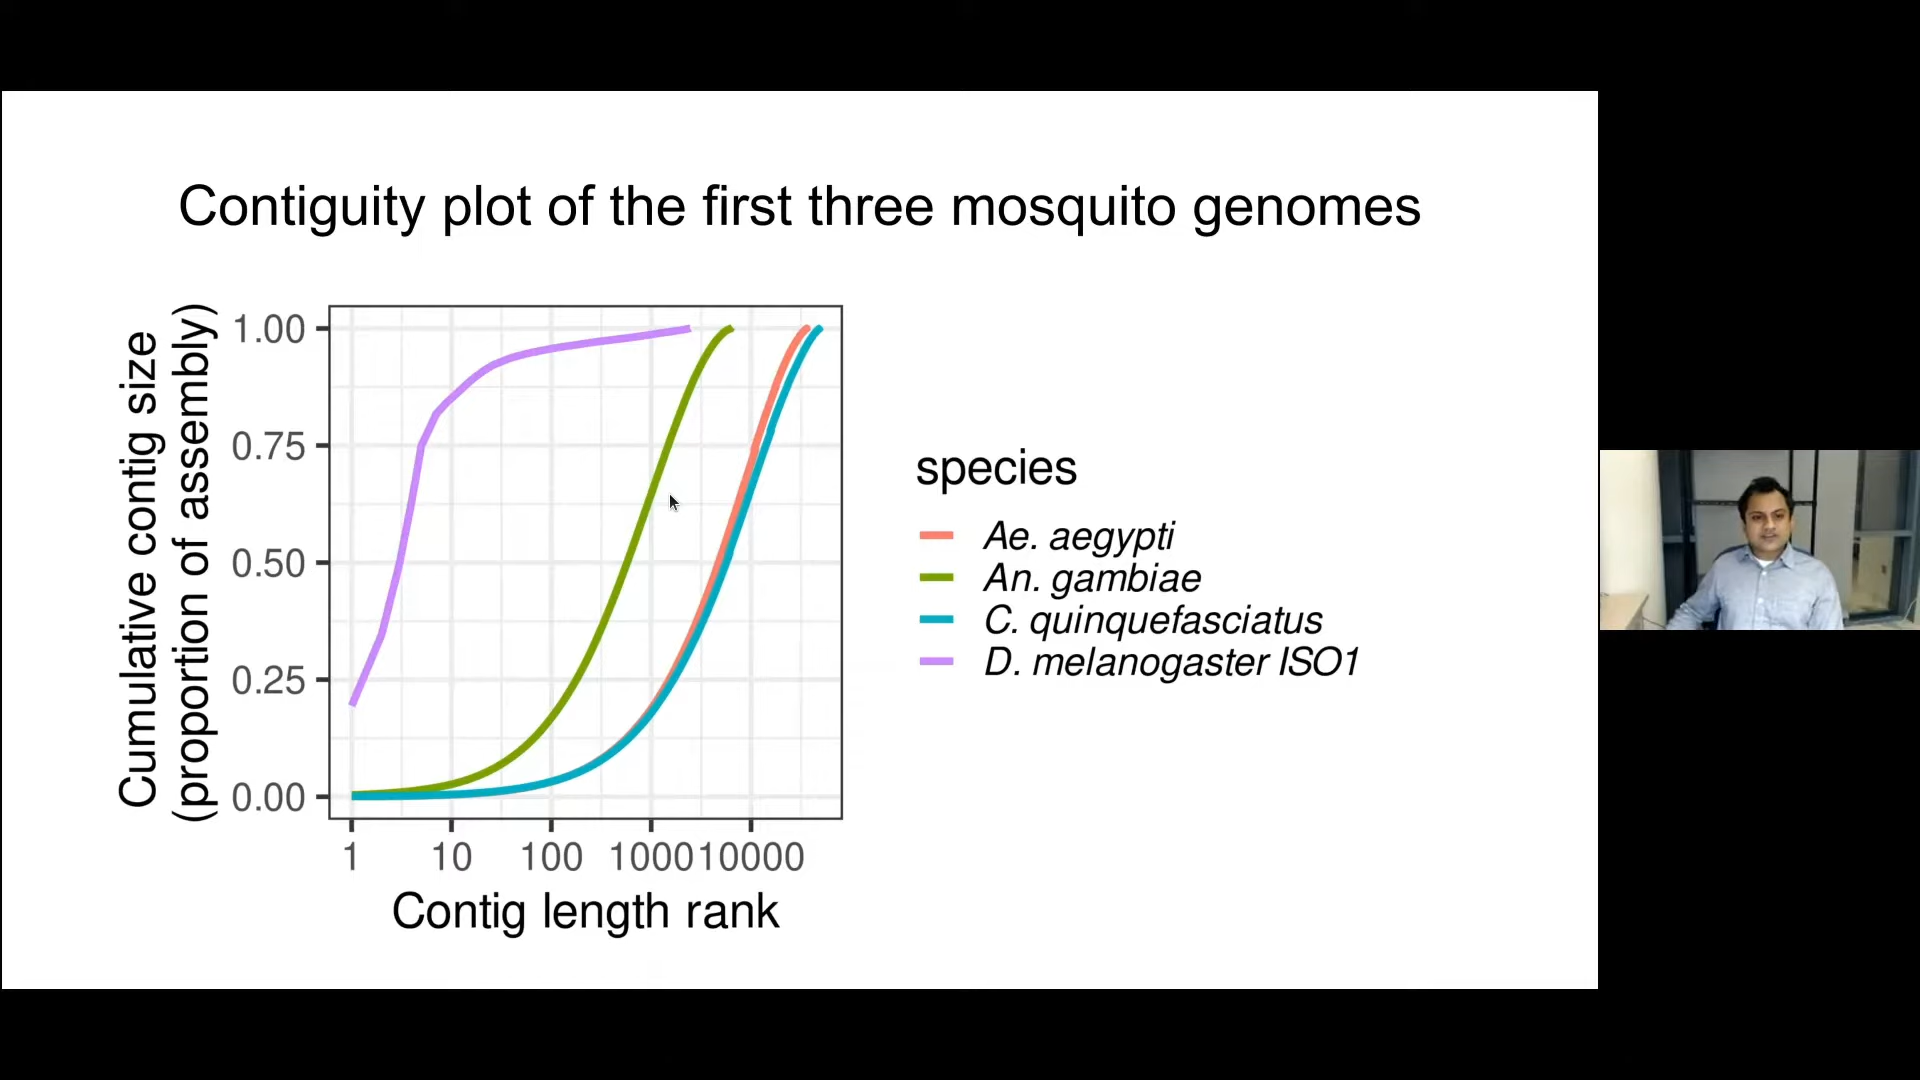 Contiguity plot of the first three mosquito genomes
Cumulative contig size
(proportion of assembly)
1.00
0.75
0.50
0.25
0.00
1 10 100 1000 10000
Contig length rank
species
Ae. aegypti
An. gambiae
C. quinquefasciatus
D. melanogaster ISO1